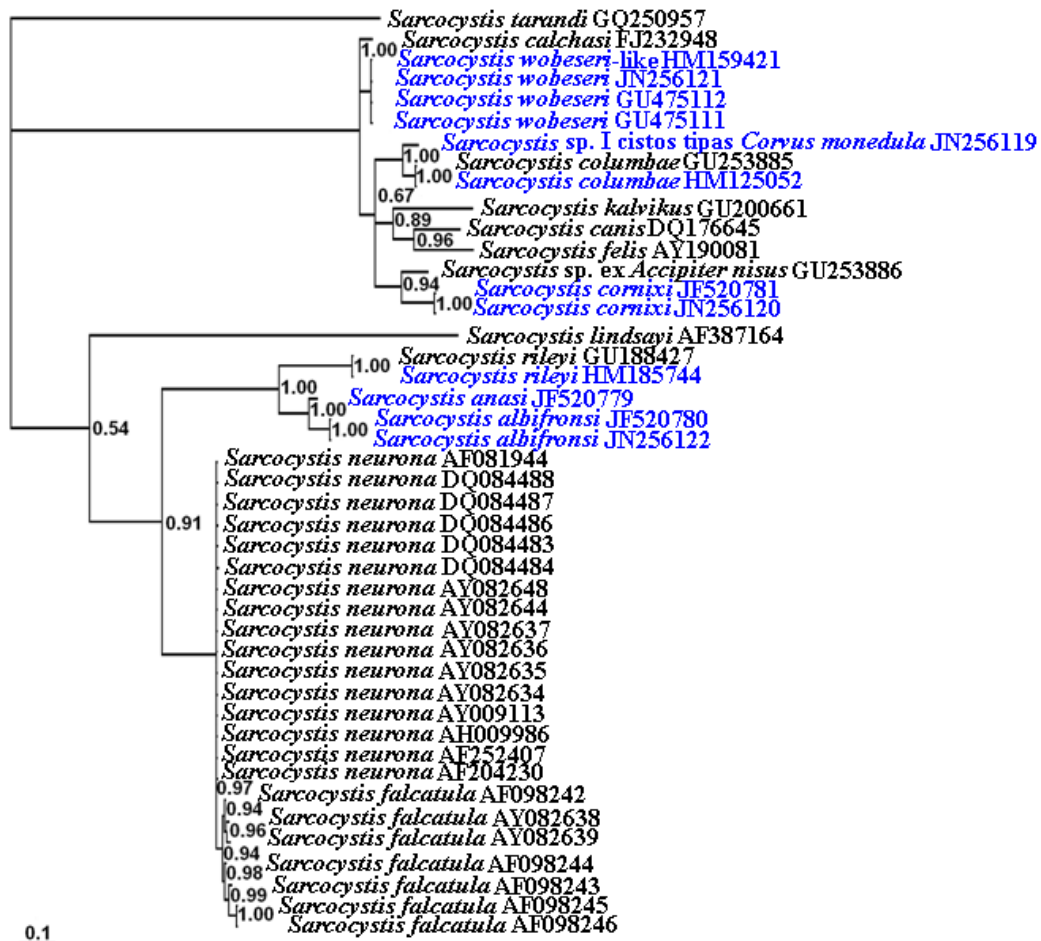 Sarcocystis tarandi GQ250957
Sarcocystis calchasi FJ232948
1.00
Sarcocystis wobeseri-like HM159421
Sarcocystis wobeseri JN256121
Sarcocystis wobeseri GU475112
Sarcocystis wobeseri GU475111
Sarcocystis sp. I cistos tipas Corvus monedula JN256119
1.00
Sarcocystis columbae GU253885
1.00
Sarcocystis columbae HM125052
0.67
Sarcocystis kalvikus GU200661
0.89
Sarcocystis canis DQ176645
0.96
Sarcocystis felis AY190081
Sarcocystis sp. ex Accipiter nisus GU253886
0.94
Sarcocystis cornixi JF520781
1.00
Sarcocystis cornixi JN256120
Sarcocystis lindsayi AF387164
Sarcocystis rileyi GU188427
1.00
Sarcocystis rileyi HM185744
1.00
Sarcocystis anasi JF520779
1.00
Sarcocystis albifronsi JF520780
0.54
1.00
Sarcocystis albifronsi JN256122
Sarcocystis neurona AF081944
Sarcocystis neurona DQ084488
Sarcocystis neurona DQ084487
0.91
Sarcocystis neurona DQ084486
Sarcocystis neurona DQ084483
Sarcocystis neurona DQ084484
Sarcocystis neurona AY082648
Sarcocystis neurona AY082644
Sarcocystis neurona AY082637
Sarcocystis neurona AY082636
Sarcocystis neurona AY082635
Sarcocystis neurona AY082634
Sarcocystis neurona AY009113
Sarcocystis neurona AH009986
Sarcocystis neurona AF252407
Sarcocystis neurona AF204230
0.97
Sarcocystis falcatula AF098242
0.94
Sarcocystis falcatula AY082638
0.96
Sarcocystis falcatula AY082639
0.94
Sarcocystis falcatula AF098244
0.98
Sarcocystis falcatula AF098243
0.99
Sarcocystis falcatula AF098245
1.00
Sarcocystis falcatula AF098246
0.1